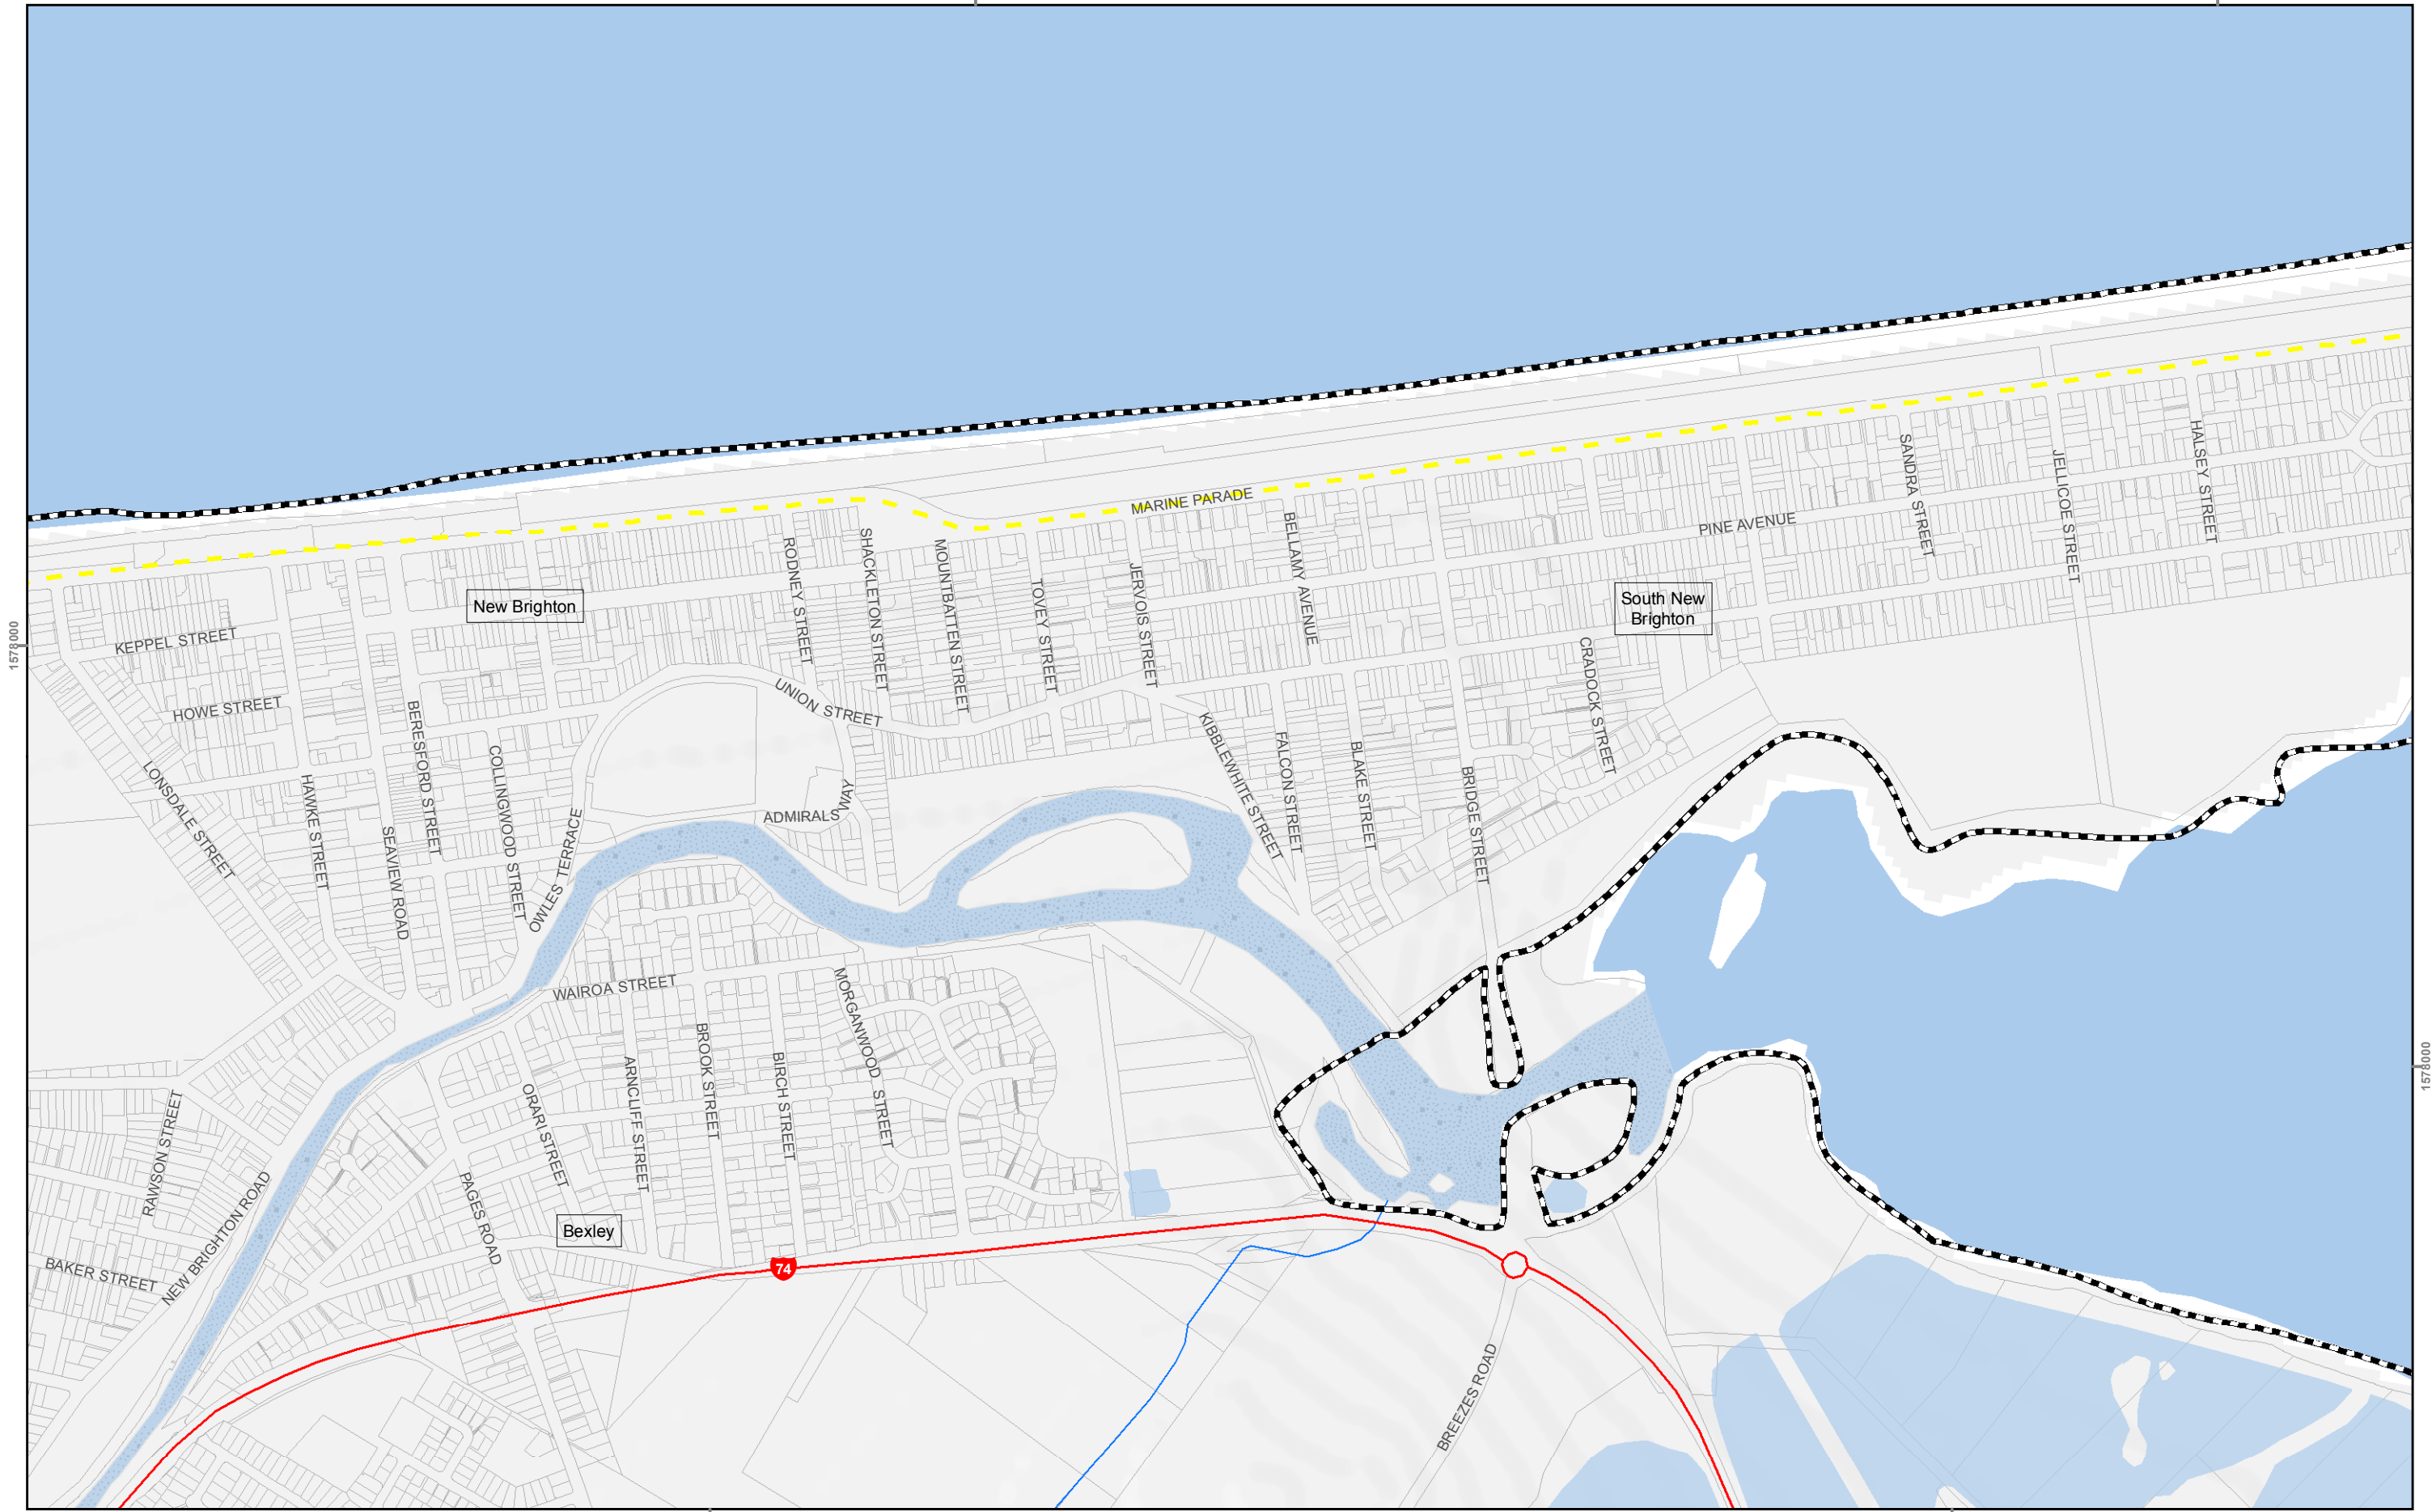 MARINE PARADE
PINE AVENUE
SANDRA STREET
JELLICOE STREET
HALSEY STREET
BELLAMY AVENUE
RODNEY STREET
SHACKLETON STREET
MOUNTBATTEN STREET
TOVEY STREET
JERVOIS STREET
New Brighton
South New
Brighton
1578000
KEPPEL STREET
HOWE STREET
UNION STREET
CRADOCK STREET
LONSDALE STREET
HAWKE STREET
BERESFORD STREET
SEAVIEW ROAD
COLLINGWOOD STREET
OWLES TERRACE
ADMIRALS WAY
KIBBLEWHITE STREET
FALCON STREET
BLAKE STREET
BRIDGE STREET
WAIROA STREET
MORGANWOOD STREET
BROOK STREET
BIRCH STREET
ARNCLIFF STREET
ORARI STREET
1578000
RAWSON STREET
NEW BRIGHTON ROAD
PAGES ROAD
Bexley
BAKER STREET
74
BREEZES ROAD